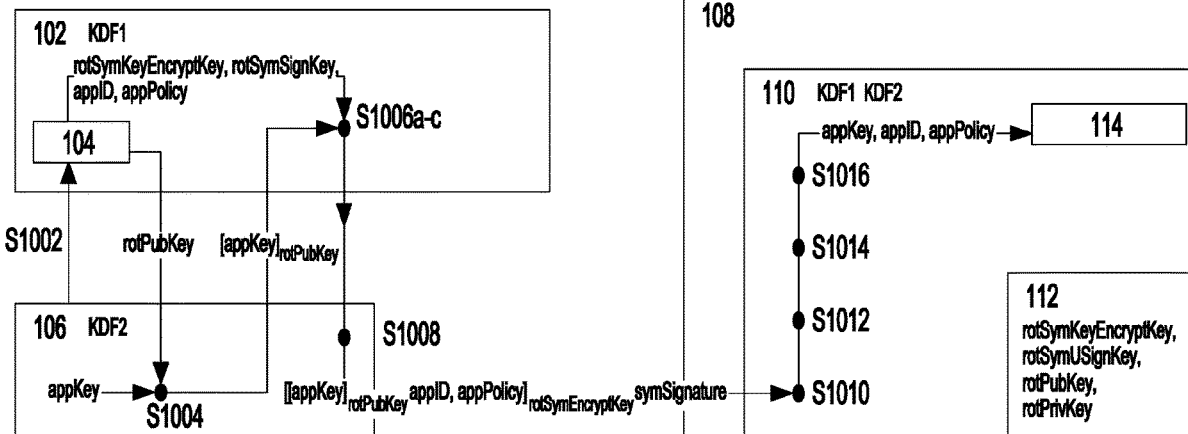 102 KDF1
rotSymKeyEncryptKey, rotSymSignKey,
appID, appPolicy
S1006a-c
104
S1002
rotPubKey
[appKey]rotPubKey
106 KDF2
S1008
appKey
S1004
[[appKey]rotPubKey appID, appPolicy]rotSymEncryptKey symSignature
108
110 KDF1 KDF2
appKey, appID, appPolicy
114
S1016
S1014
S1012
S1010
112
rotSymKeyEncryptKey,
rotSymUSignKey,
rotPubKey,
rotPrivKey